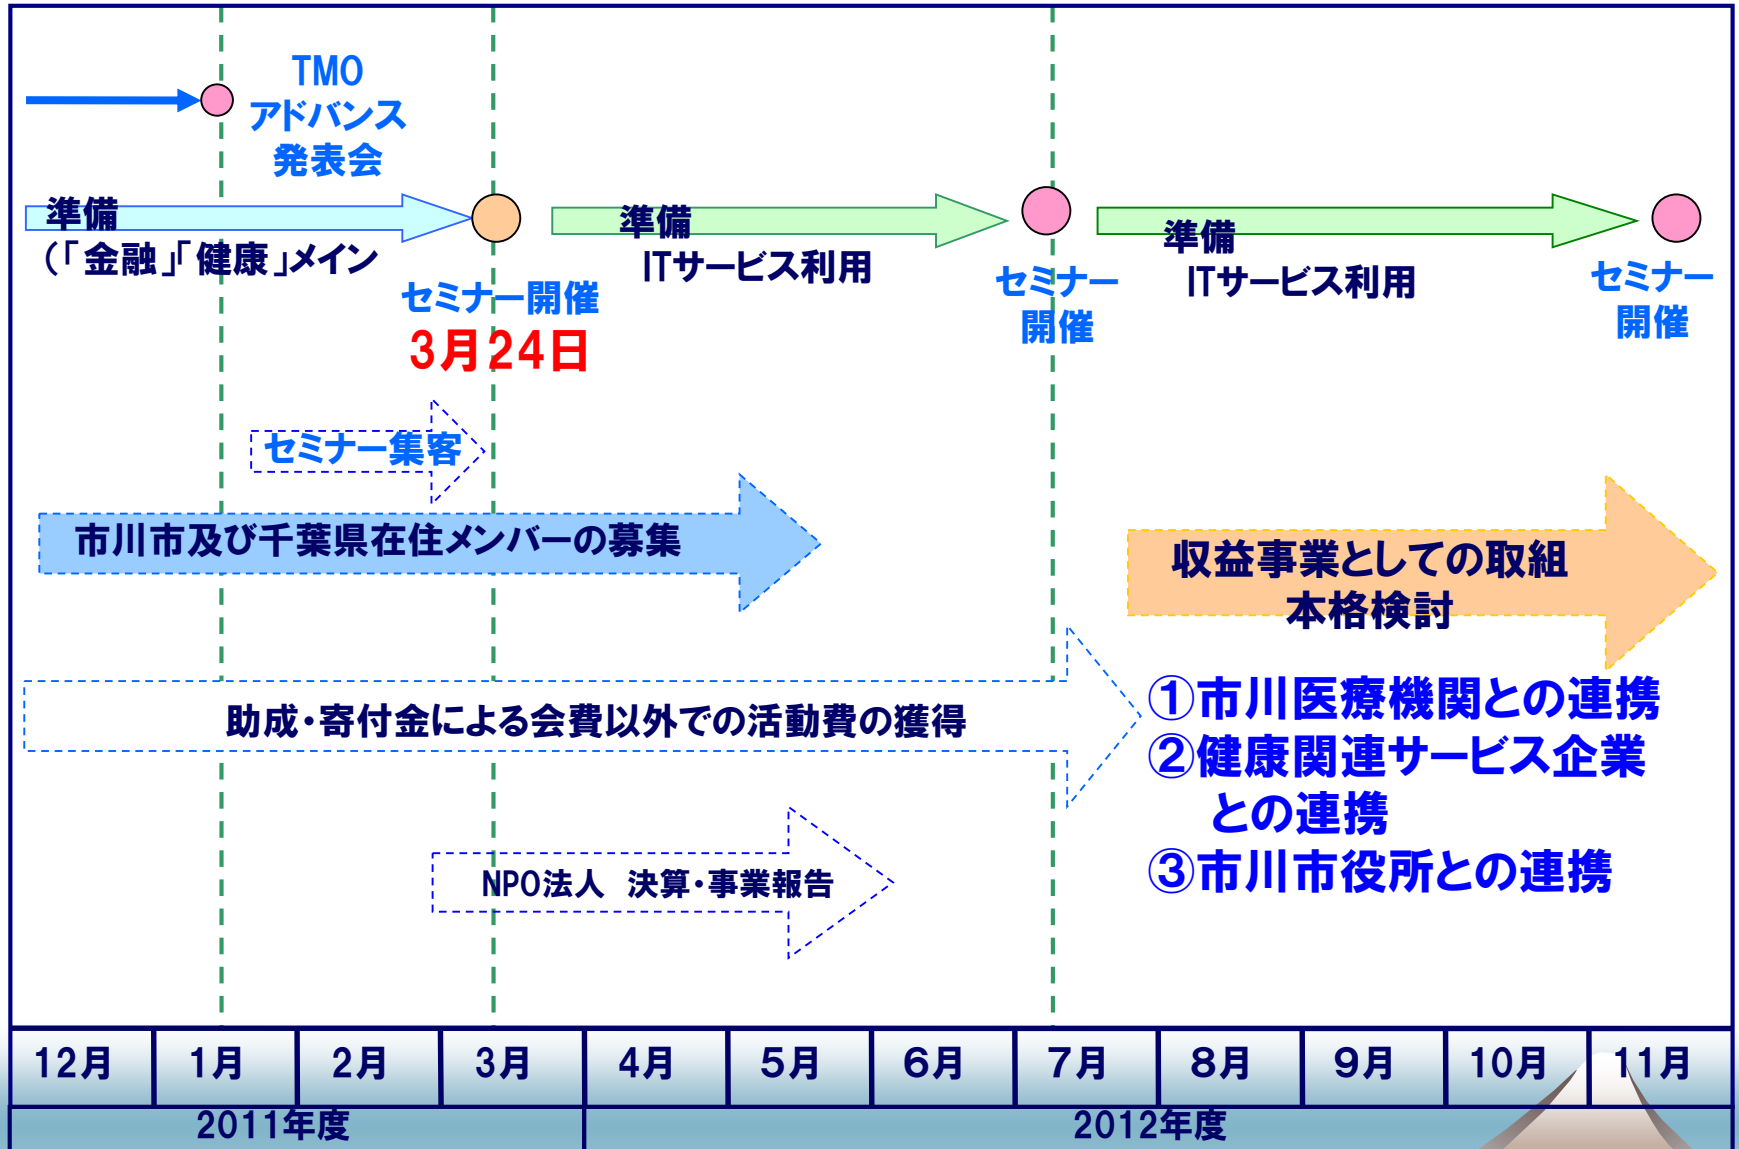 TMO
アドバンス
発表会
準備
(「金融」「健康」メイン
セミナー開催
3月24日
準備
ITサービス利用
セミナー
開催
準備
ITサービス利用
セミナー
開催
セミナー集客
市川市及び千葉県在住メンバーの募集
収益事業としての取組
本格検討
助成・寄付金による会費以外での活動費の獲得
①市川医療機関との連携
②健康関連サービス企業
との連携
③市川市役所との連携
NPO法人　決算・事業報告
12月 1月 2月 3月 4月 5月 6月 7月 8月 9月 10月 11月
2011年度 2012年度